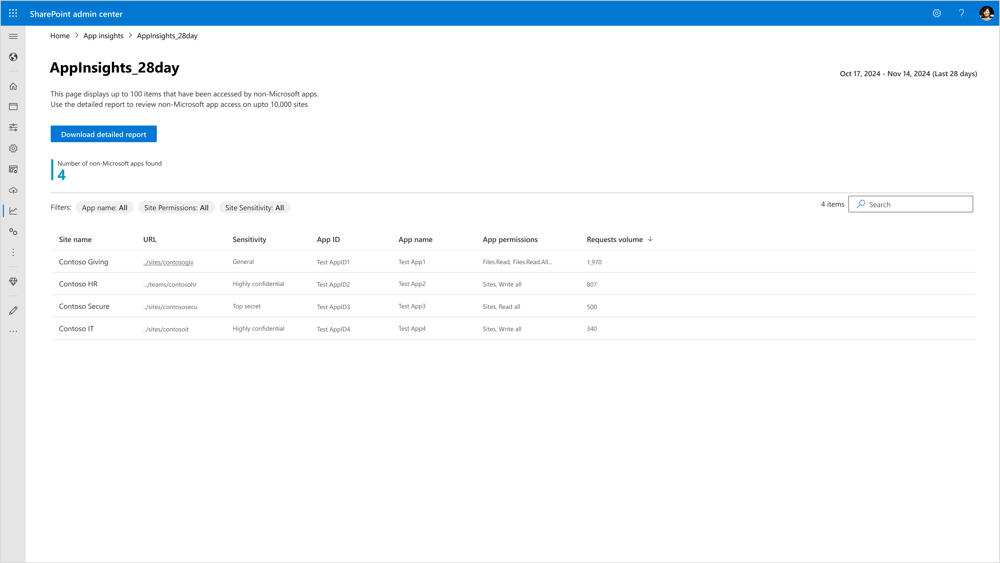 SharePoint admin center
Home > App insights > AppInsights_28day
AppInsights_28day
Oct 17, 2024 - Nov 14, 2024 (Last 28 days)
This page displays up to 100 items that have been accessed by non-Microsoft apps.
Use the detailed report to review non-Microsoft app access on upto 10,000 sites
Download detailed report
Number of non-Microsoft apps found
4
Filters: App name: All Site Permissions: All Site Sensitivity: All 4 items Search
Site name URL Sensitivity App ID App name App permissions Requests volume ↓
Contoso Giving ../sites/contosogiv General Test AppID1 Test App1 Files.Read, Files.Read.All... 1,970
Contoso HR .../teams/contosohr Highly confidential Test AppID2 Test App2 Sites, Write all 807
Contoso Secure ../sites/contososecu Top secret Test AppID3 Test App3 Sites, Read all 500
Contoso IT ../sites/contosoit Highly confidential Test AppID4 Test App4 Sites, Write all 340